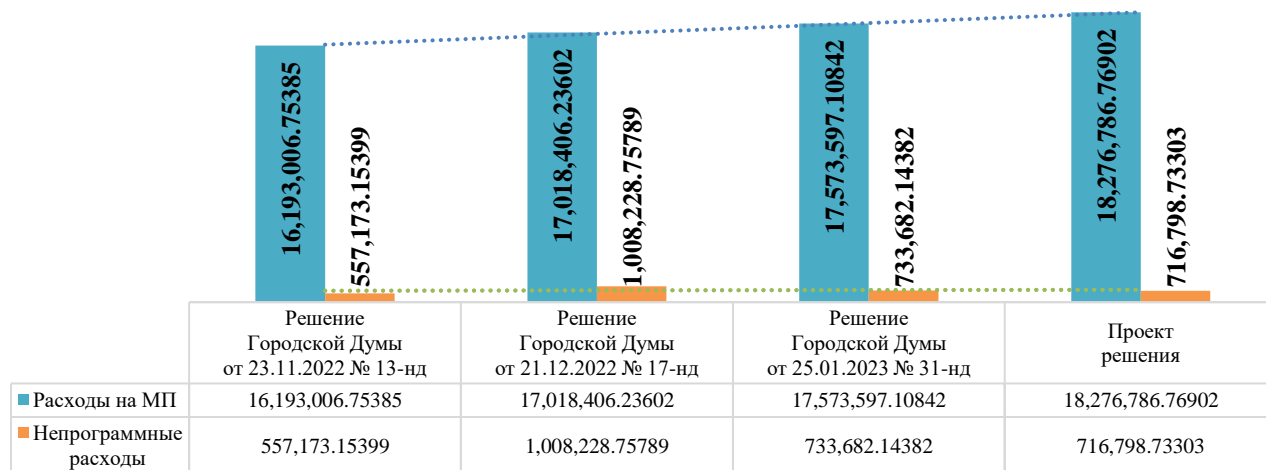 16,193,006.75385
557,173.15399
17,018,406.23602
1,008,228.75789
17,573,597.10842
733,682.14382
18,276,786.76902
716,798.73303
Решение
Городской Думы
от 23.11.2022 № 13-нд
Решение
Городской Думы
от 21.12.2022 № 17-нд
Решение
Городской Думы
от 25.01.2023 № 31-нд
Проект
решения
Расходы на МП
16,193,006.75385
17,018,406.23602
17,573,597.10842
18,276,786.76902
Непрограммные
расходы
557,173.15399
1,008,228.75789
733,682.14382
716,798.73303